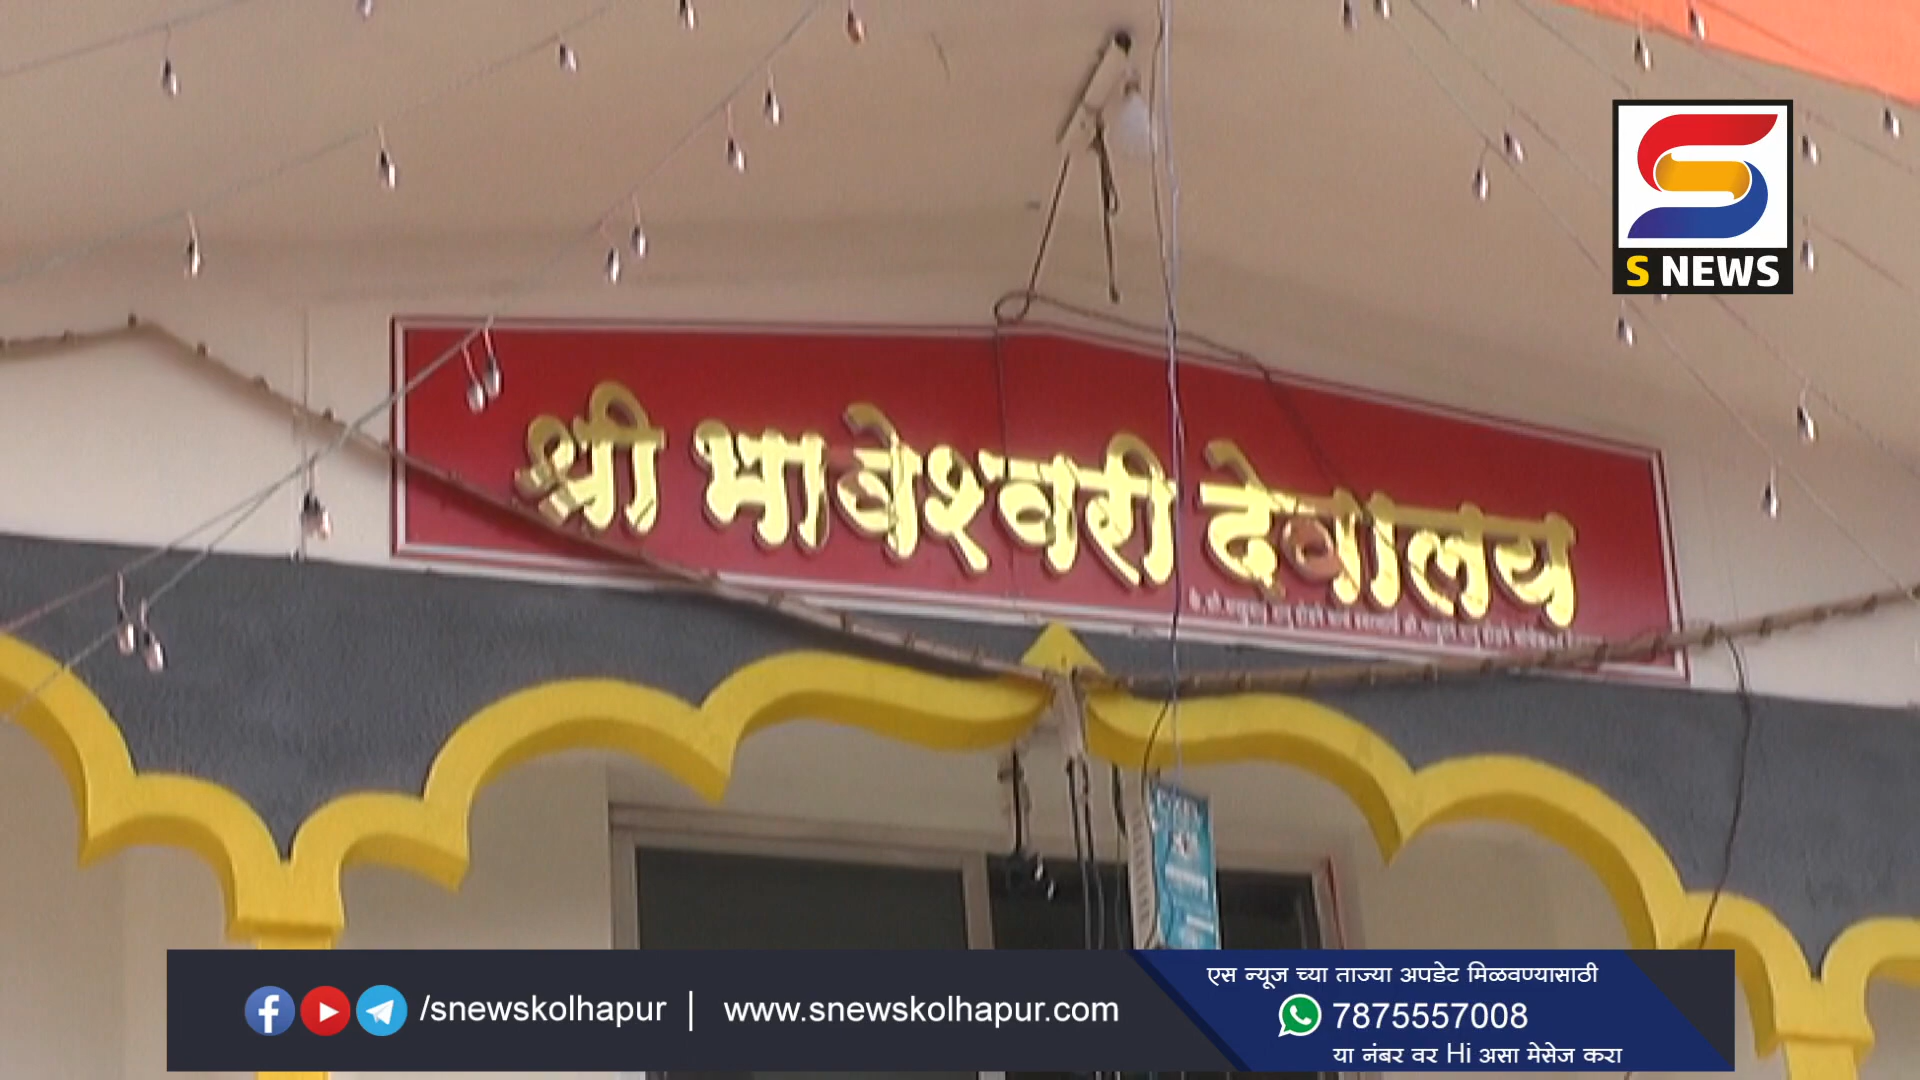 S NEWS
श्री भावेश्वरी देवालय
/snewskolhapur | www.snewskolhapur.com
एस न्यूज च्या ताज्या अपडेट मिळवण्यासाठी
7875557008
या नंबर वर Hi असा मेसेज करा